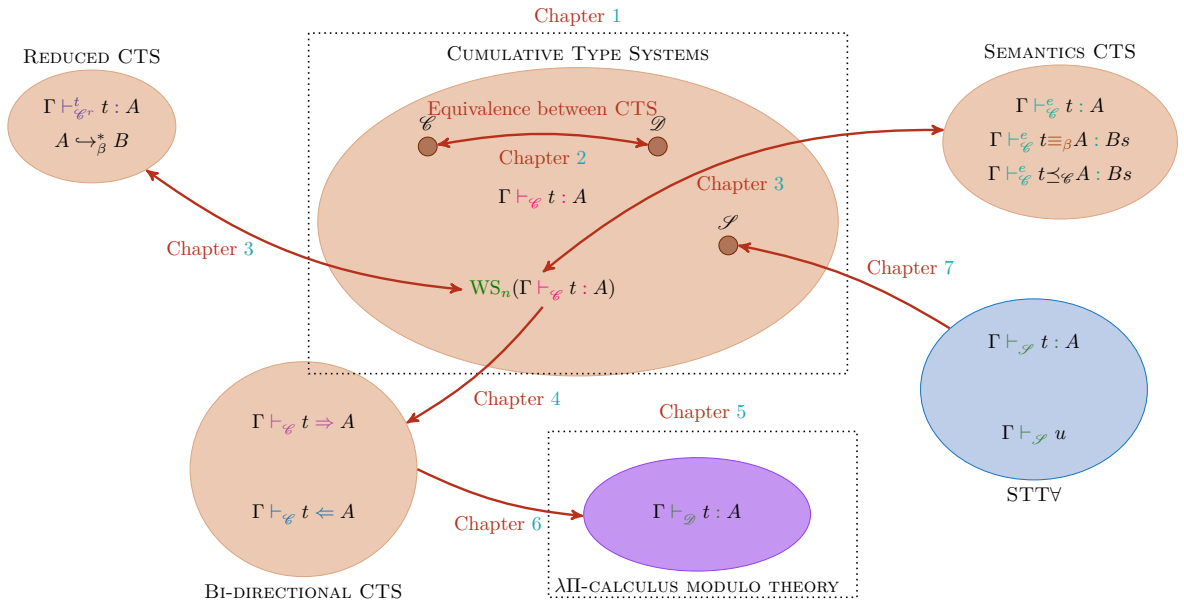 Chapter 1
REDUCED CTS
Γ ⊢ᵗ_𝒞ʳ t : A
A ↪*_β B
CUMULATIVE TYPE SYSTEMS
Equivalence between CTS
𝒞
𝒟
Chapter 2
Γ ⊢_𝒞 t : A
Chapter 3
𝒮
WSₙ(Γ ⊢_𝒞 t : A)
SEMANTICS CTS
Γ ⊢ᵉ_𝒞 t : A
Γ ⊢ᵉ_𝒞 t ≡_β A : Bs
Γ ⊢ᵉ_𝒞 t ⪯_𝒞 A : Bs
Chapter 3
Chapter 7
Γ ⊢_𝒮 t : A
Γ ⊢_𝒮 u
STT∀
Chapter 4
Γ ⊢_𝒞 t ⇒ A
Γ ⊢_𝒞 t ⇐ A
BI-DIRECTIONAL CTS
Chapter 5
Chapter 6
Γ ⊢_𝒟 t : A
λΠ-CALCULUS MODULO THEORY